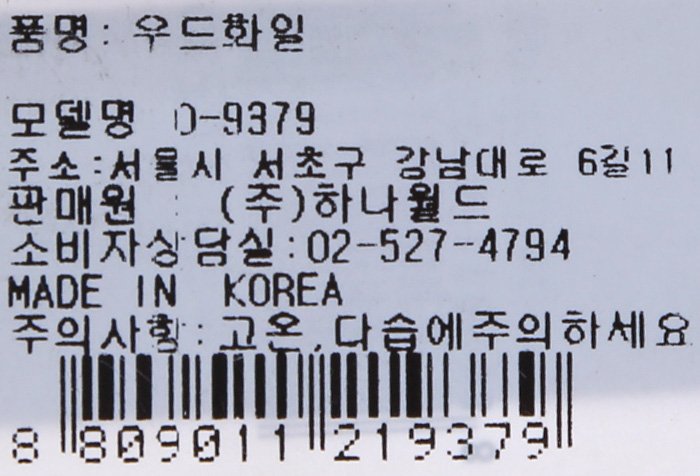 품명: 우드화일
모델명 D-9379
주소:서울시 서초구 강남대로 6길11
판매원 : (주)하나월드
소비자상담실:02-527-4794
MADE IN KOREA
주의사항:고온,다습에주의하세요
8 809011 219379